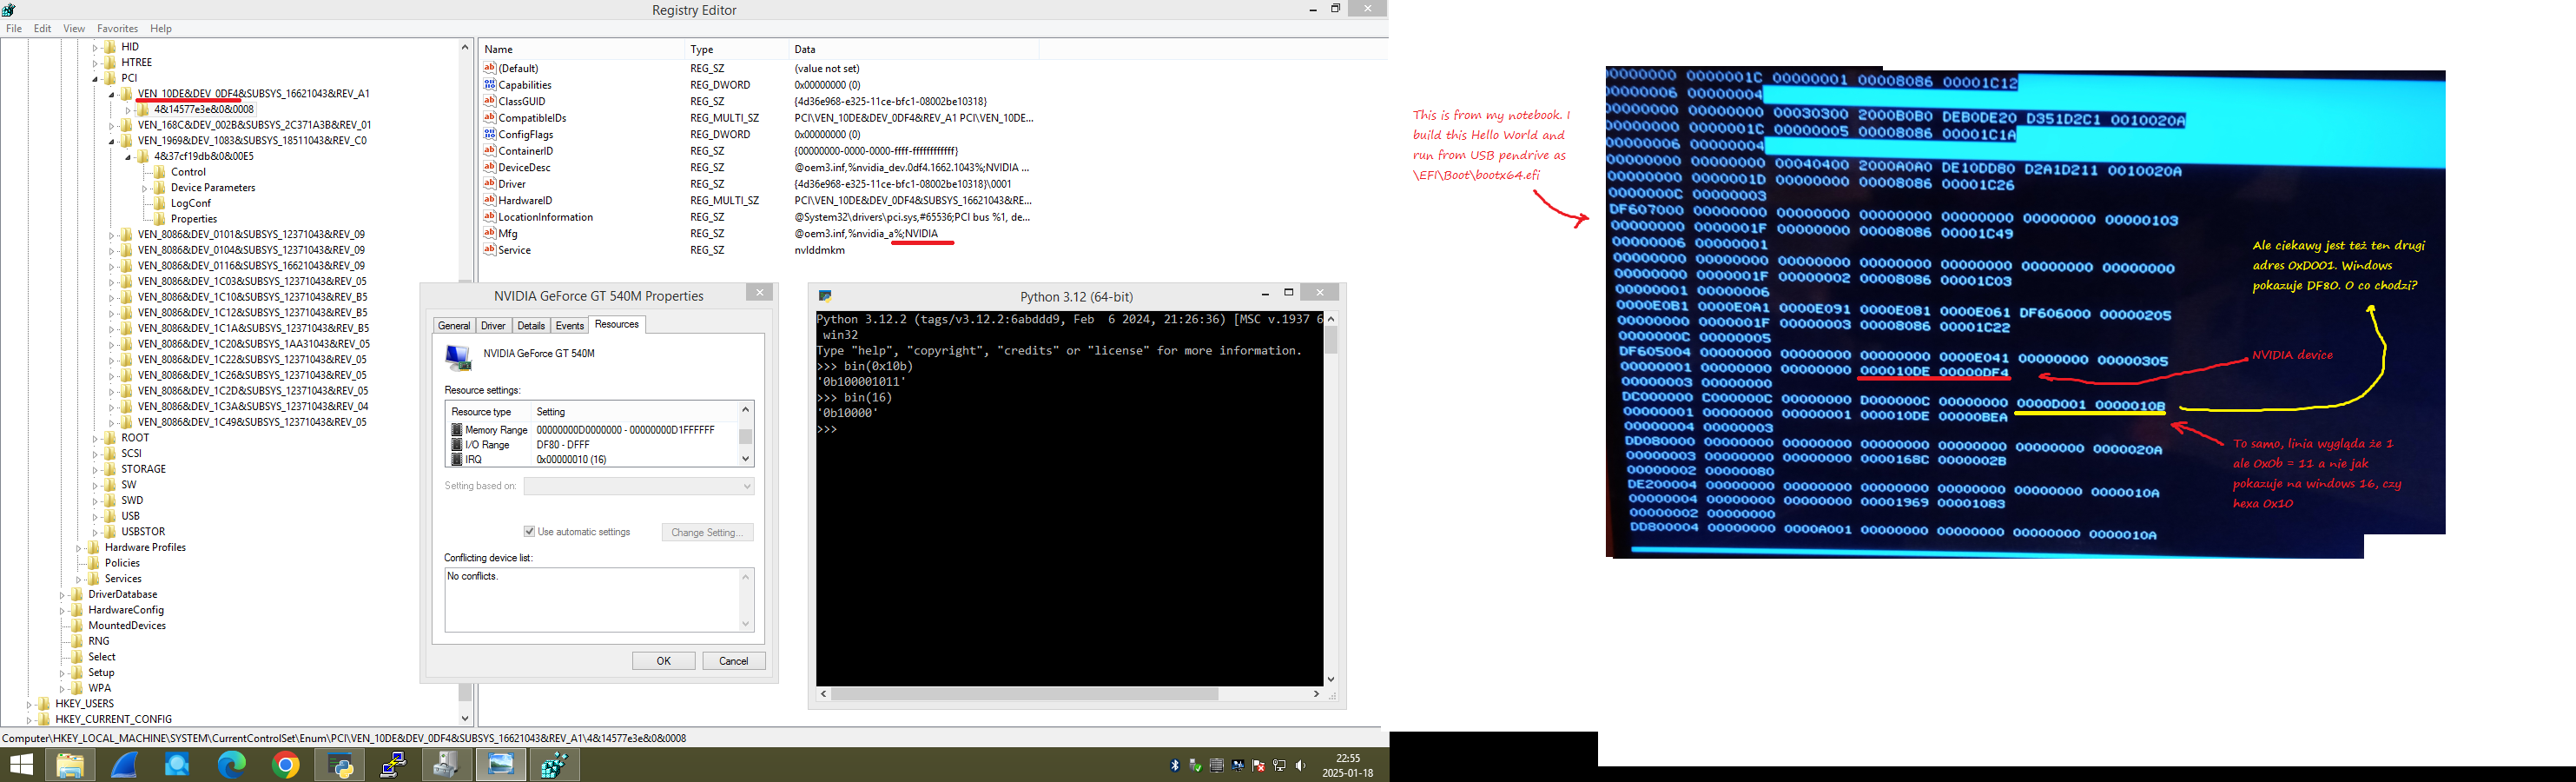 Registry Editor
File Edit View Favorites Help
HID
HTREE
PCI
VEN_10DE&DEV_0DF4&SUBSYS_16621043&REV_A1
4&14577e3e&0&0008
VEN_168C&DEV_002B&SUBSYS_2C371A3B&REV_01
VEN_1969&DEV_1083&SUBSYS_18511043&REV_C0
4&37cf19db&0&00E5
Control
Device Parameters
LogConf
Properties
VEN_8086&DEV_0101&SUBSYS_12371043&REV_09
VEN_8086&DEV_0104&SUBSYS_12371043&REV_09
VEN_8086&DEV_0116&SUBSYS_16621043&REV_09
VEN_8086&DEV_1C03&SUBSYS_12371043&REV_05
VEN_8086&DEV_1C10&SUBSYS_12371043&REV_B5
VEN_8086&DEV_1C12&SUBSYS_12371043&REV_B5
VEN_8086&DEV_1C1A&SUBSYS_12371043&REV_B5
VEN_8086&DEV_1C20&SUBSYS_1AA31043&REV_05
VEN_8086&DEV_1C22&SUBSYS_12371043&REV_05
VEN_8086&DEV_1C26&SUBSYS_12371043&REV_05
VEN_8086&DEV_1C2D&SUBSYS_12371043&REV_05
VEN_8086&DEV_1C3A&SUBSYS_12371043&REV_04
VEN_8086&DEV_1C49&SUBSYS_12371043&REV_05
ROOT
SCSI
STORAGE
SW
SWD
USB
USBSTOR
Hardware Profiles
Policies
Services
DriverDatabase
HardwareConfig
MountedDevices
RNG
Select
Setup
WPA
HKEY_USERS
HKEY_CURRENT_CONFIG
Name Type Data
(Default) REG_SZ (value not set)
Capabilities REG_DWORD 0x00000000 (0)
ClassGUID REG_SZ {4d36e968-e325-11ce-bfc1-08002be10318}
CompatibleIDs REG_MULTI_SZ PCI\VEN_10DE&DEV_0DF4&REV_A1 PCI\VEN_10DE...
ConfigFlags REG_DWORD 0x00000000 (0)
ContainerID REG_SZ {00000000-0000-0000-ffff-ffffffffffff}
DeviceDesc REG_SZ @oem3.inf,%nvidia_dev.0df4.1662.1043%;NVIDIA ...
Driver REG_SZ {4d36e968-e325-11ce-bfc1-08002be10318}\0001
HardwareID REG_MULTI_SZ PCI\VEN_10DE&DEV_0DF4&SUBSYS_16621043&RE...
LocationInformation REG_SZ @System32\drivers\pci.sys,#65536;PCI bus %1, de...
Mfg REG_SZ @oem3.inf,%nvidia_a%;NVIDIA
Service REG_SZ nvlddmkm
NVIDIA GeForce GT 540M Properties
General Driver Details Events Resources
NVIDIA GeForce GT 540M
Resource settings:
Resource type Setting
Memory Range 00000000D0000000 - 00000000D1FFFFFF
I/O Range DF80 - DFFF
IRQ 0x00000010 (16)
Setting based on:
Use automatic settings
Change Setting...
Conflicting device list:
No conflicts.
OK Cancel
Python 3.12 (64-bit)
Python 3.12.2 (tags/v3.12.2:6abddd9, Feb 6 2024, 21:26:36) [MSC v.1937 6
win32
Type "help", "copyright", "credits" or "license" for more information.
>>> bin(0x10b)
'0b100001011'
>>> bin(16)
'0b10000'
>>>
Computer\HKEY_LOCAL_MACHINE\SYSTEM\CurrentControlSet\Enum\PCI\VEN_10DE&DEV_0DF4&SUBSYS_16621043&REV_A1\4&14577e3e&0&0008
22:55
2025-01-18
This is from my notebook. I
build this Hello World and
run from USB pendrive as
\EFI\Boot\bootx64.efi
00000000 0000001C 00000001 00008086 00001C12
00000006 00000004
00000000 00000000 00030300 2000B0B0 DEB0DE20 D351D2C1 0010020A
00000000 0000001C 00000005 00008086 00001C1A
00000006 00000004
00000000 00000000 00040400 2000A0A0 DE10DD80 D2A1D211 0010020A
00000000 0000001D 00000000 00008086 00001C26
0000000C 00000003
DF607000 00000000 00000000 00000000 00000000 00000000 00000103
00000000 0000001F 00000000 00008086 00001C49
00000006 00000001
00000000 00000000 00000000 00000000 00000000 00000000 00000000
00000000 0000001F 00000002 00008086 00001C03
00000001 00000006
0000E0B1 0000E0A1 0000E091 0000E081 0000E061 DF606000 00000205
00000000 0000001F 00000003 00008086 00001C22
0000000C 00000005
DF605004 00000000 00000000 00000000 0000E041 00000000 00000305
00000001 00000000 00000000 000010DE 00000DF4
00000003 00000000
DC000000 C000000C 00000000 D000000C 00000000 0000D001 0000010B
00000001 00000000 00000001 000010DE 00000BEA
00000004 00000003
DD080000 00000000 00000000 00000000 00000000 00000000 0000020A
00000003 00000000 00000000 0000168C 0000002B
00000002 00000080
DE200004 00000000 00000000 00000000 00000000 00000000 0000010A
00000004 00000000 00000000 00001969 00001083
00000002 00000000
DD800004 00000000 0000A001 00000000 00000000 00000000 0000010A
Ale ciekawy jest też ten drugi
adres 0xD001. Windows
pokazuje DF80. O co chodzi?
NVIDIA device
To samo, linia wygląda że 1
ale 0x0b = 11 a nie jak
pokazuje na windows 16, czy
hexa 0x10